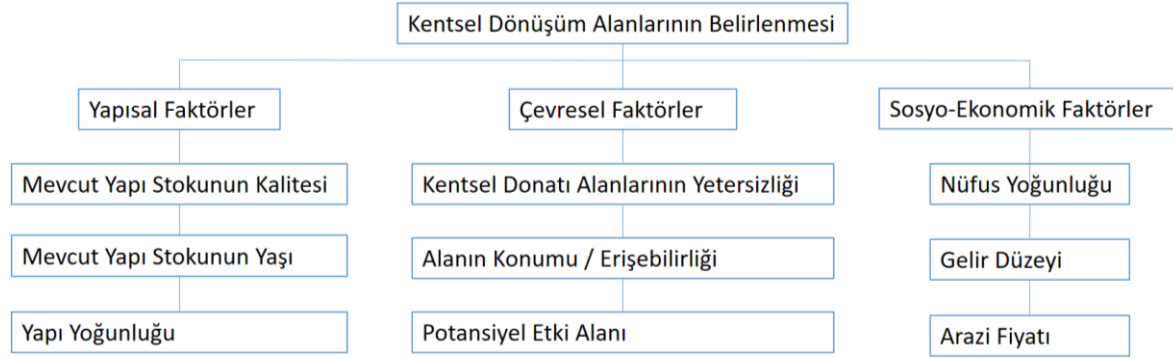 Kentsel Dönüşüm Alanlarının Belirlenmesi
Yapısal Faktörler
Mevcut Yapı Stokunun Kalitesi
Mevcut Yapı Stokunun Yaşı
Yapı Yoğunluğu
Çevresel Faktörler
Kentsel Donatı Alanlarının Yetersizliği
Alanın Konumu / Erişebilirliği
Potansiyel Etki Alanı
Sosyo-Ekonomik Faktörler
Nüfus Yoğunluğu
Gelir Düzeyi
Arazi Fiyatı